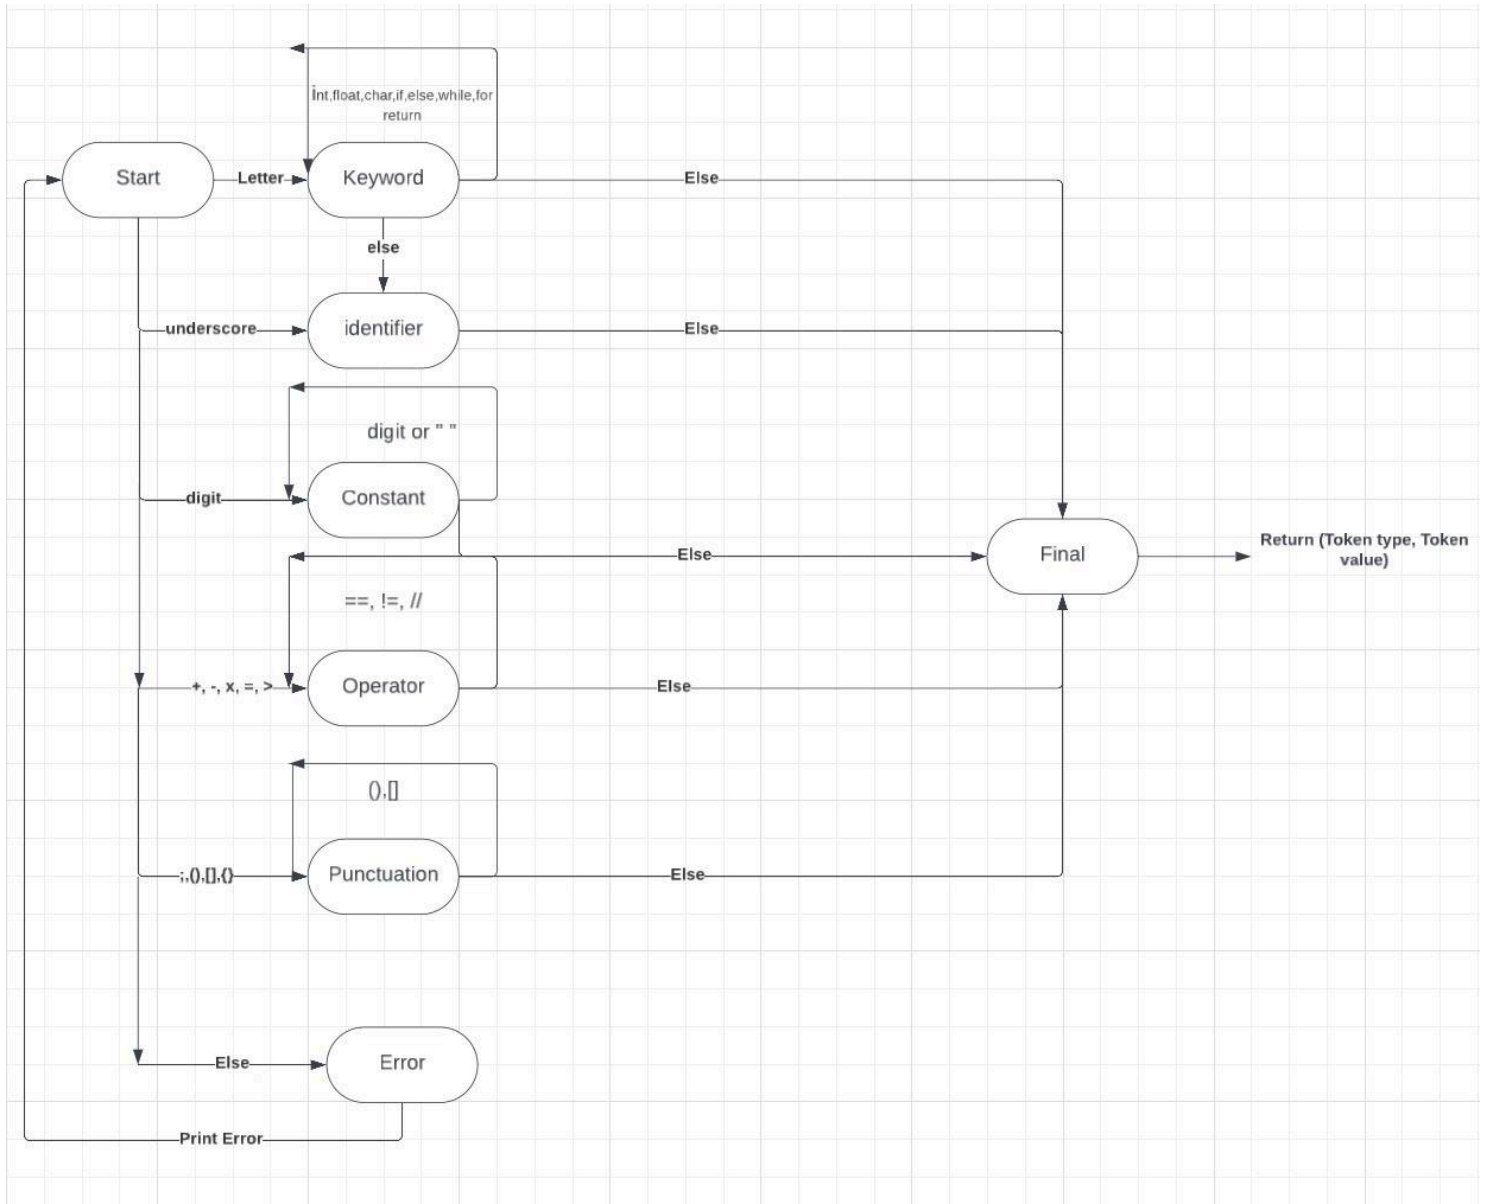 İnt,float,char,if,else,while,for
return
Start
Letter
Keyword
Else
else
underscore
identifier
Else
digit or " "
digit
Constant
Else
Final
Return (Token type, Token
value)
==, !=, //
+, -, x, =, >
Operator
Else
(),[]
;,(),[],{}
Punctuation
Else
Else
Error
Print Error